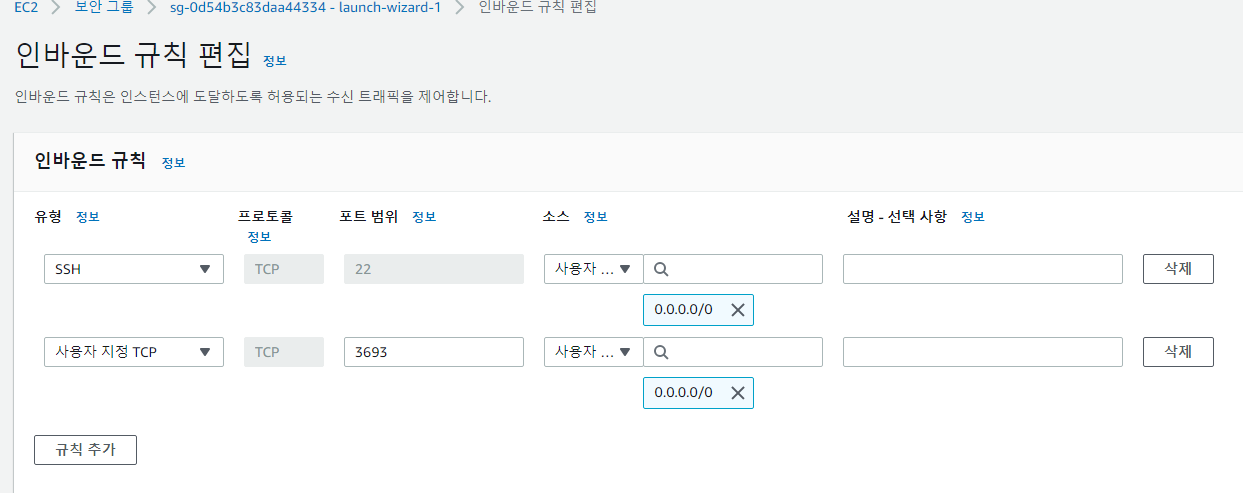 EC2 > 보안 그룹 > sg-0d54b3c83daa44334 - launch-wizard-1 > 인바운드 규칙 편집
인바운드 규칙 편집 정보
인바운드 규칙은 인스턴스에 도달하도록 허용되는 수신 트래픽을 제어합니다.
인바운드 규칙 정보
유형 정보 프로토콜 정보 포트 범위 정보 소스 정보 설명 - 선택 사항 정보
SSH TCP 22 사용자 ... 삭제
0.0.0.0/0
사용자 지정 TCP TCP 3693 사용자 ... 삭제
0.0.0.0/0
규칙 추가